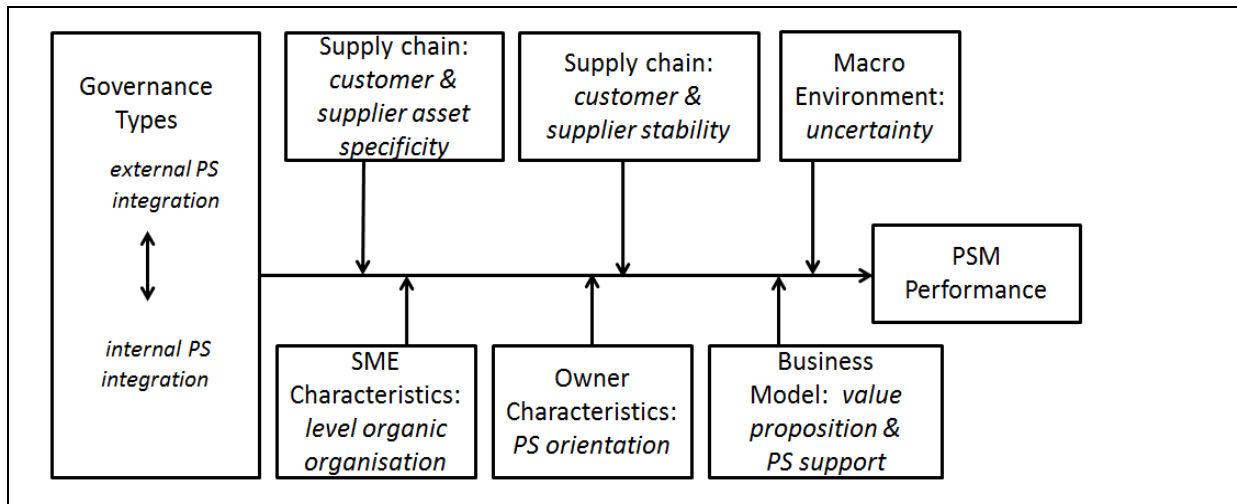 Governance
Types
external PS
integration
internal PS
integration
Supply chain:
customer &
supplier asset
specificity
Supply chain:
customer &
supplier stability
Macro
Environment:
uncertainty
PSM
Performance
SME
Characteristics:
level organic
organisation
Owner
Characteristics:
PS orientation
Business
Model: value
proposition &
PS support